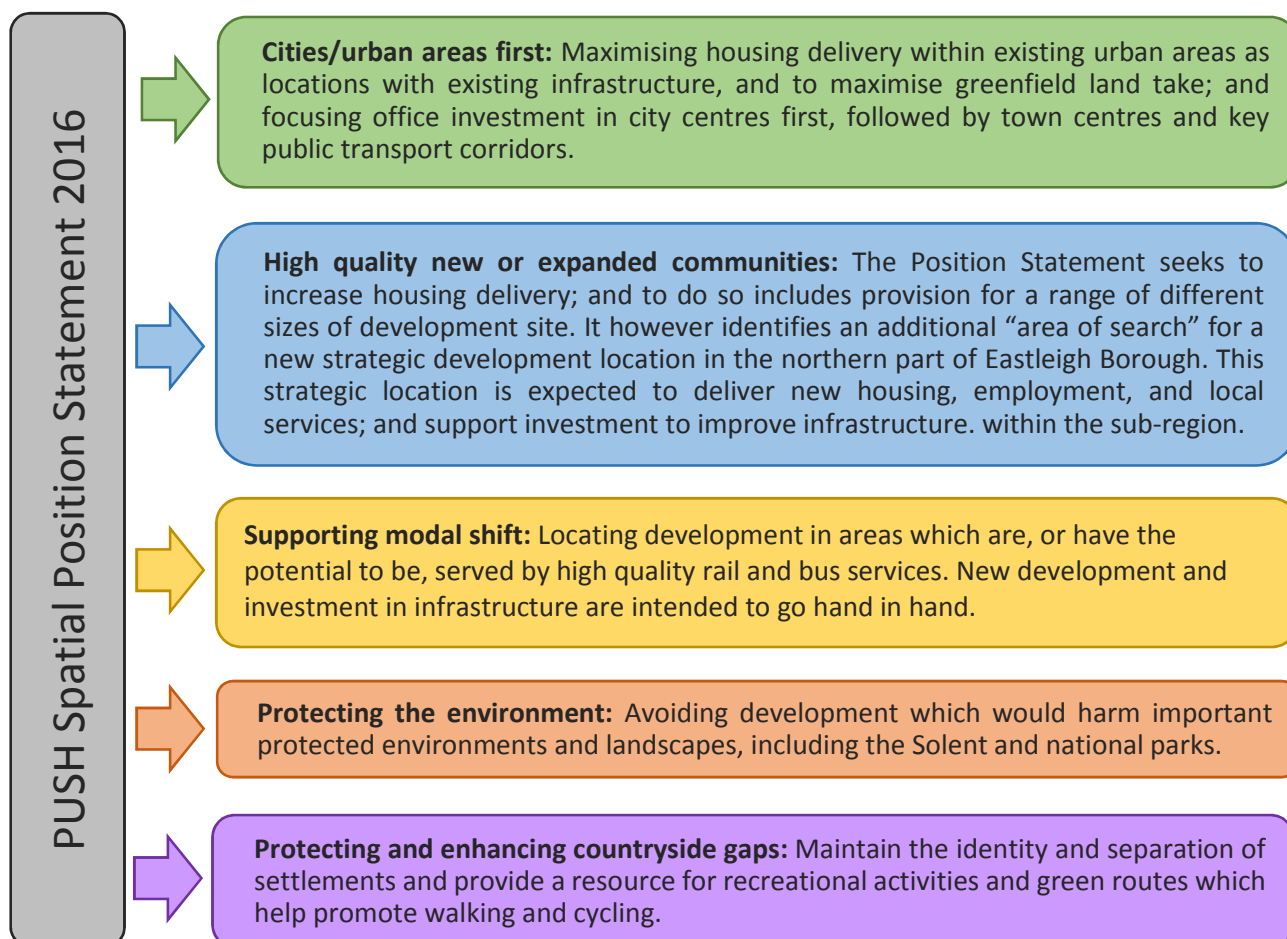 PUSH Spatial Position Statement 2016
Cities/urban areas first: Maximising housing delivery within existing urban areas as
locations with existing infrastructure, and to maximise greenfield land take; and
focusing office investment in city centres first, followed by town centres and key
public transport corridors.
High quality new or expanded communities: The Position Statement seeks to
increase housing delivery; and to do so includes provision for a range of different
sizes of development site. It however identifies an additional “area of search” for a
new strategic development location in the northern part of Eastleigh Borough. This
strategic location is expected to deliver new housing, employment, and local
services; and support investment to improve infrastructure. within the sub-region.
Supporting modal shift: Locating development in areas which are, or have the
potential to be, served by high quality rail and bus services. New development and
investment in infrastructure are intended to go hand in hand.
Protecting the environment: Avoiding development which would harm important
protected environments and landscapes, including the Solent and national parks.
Protecting and enhancing countryside gaps: Maintain the identity and separation of
settlements and provide a resource for recreational activities and green routes which
help promote walking and cycling.